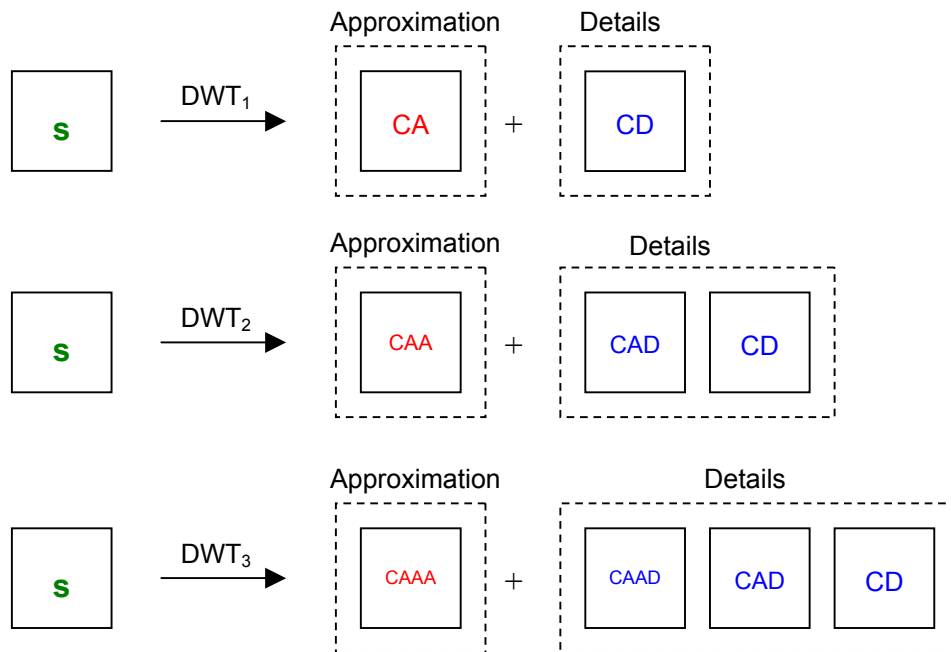 Approximation Details
s DWT1 CA + CD
Approximation Details
s DWT2 CAA + CAD CD
Approximation Details
s DWT3 CAAA + CAAD CAD CD